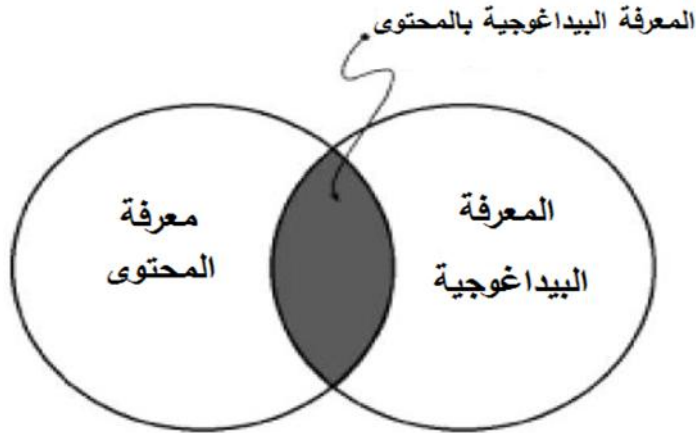 المعرفة البيداغوجية بالمحتوى
المعرفة
البيداغوجية
معرفة
المحتوى